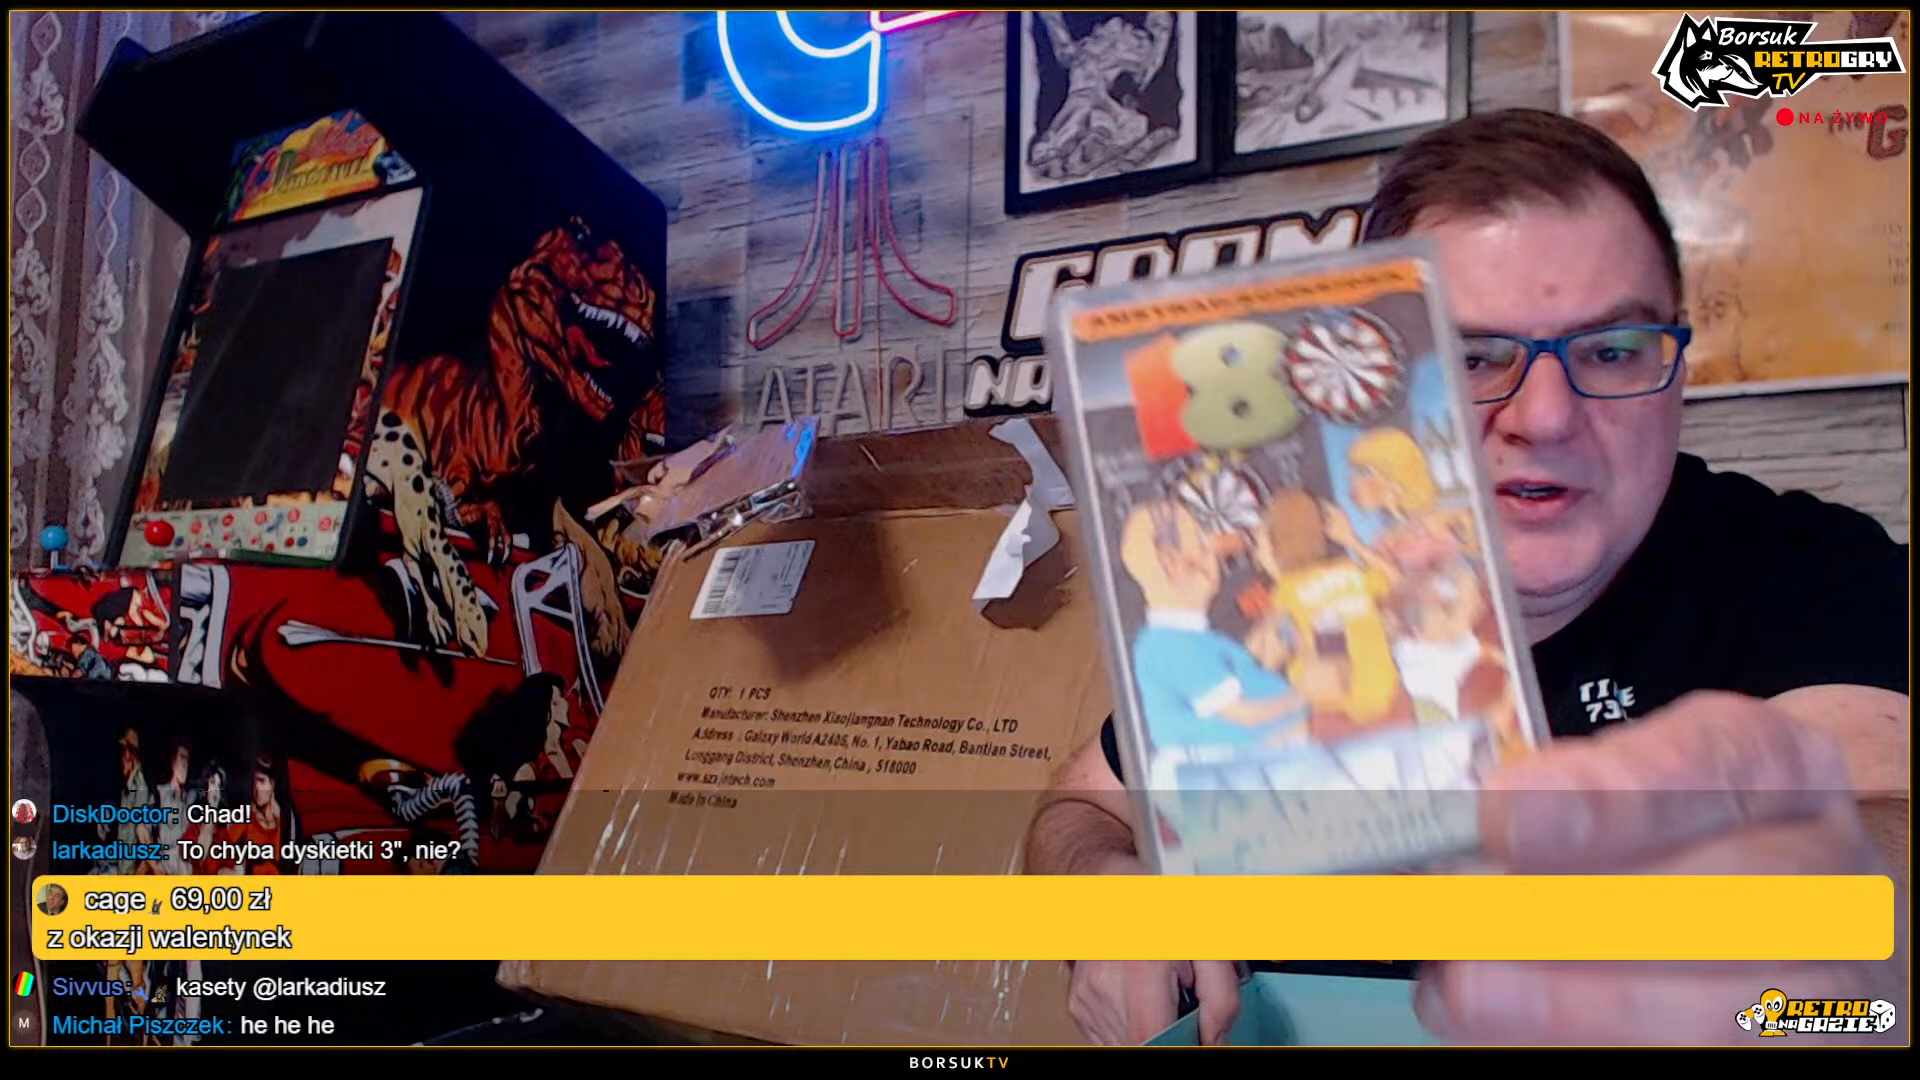 Borsuk
RETROGRY
TV
NA ŻYWO
ATARI
NA
TIME
QTY: 1 PCS
Manufacturer: Shenzhen Xiaojiangnan Technology Co., LTD
Address : Galaxy World A2405, No. 1, Yabao Road, Bantian Street,
Longgang District, Shenzhen, China , 518000
www.szxjntech.com
Made In China
DiskDoctor: Chad!
larkadiusz: To chyba dyskietki 3", nie?
cage 69,00 zł
z okazji walentynek
Sivvus: kasety @larkadiusz
M
Michał Piszczek: he he he
RETRO
NA GAZIE
BORSUKTV